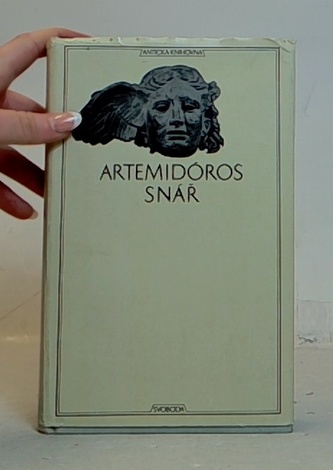 ANTICKÁ KNIHOVNA
ARTEMIDÓROS
SNÁŘ
SVOBODA